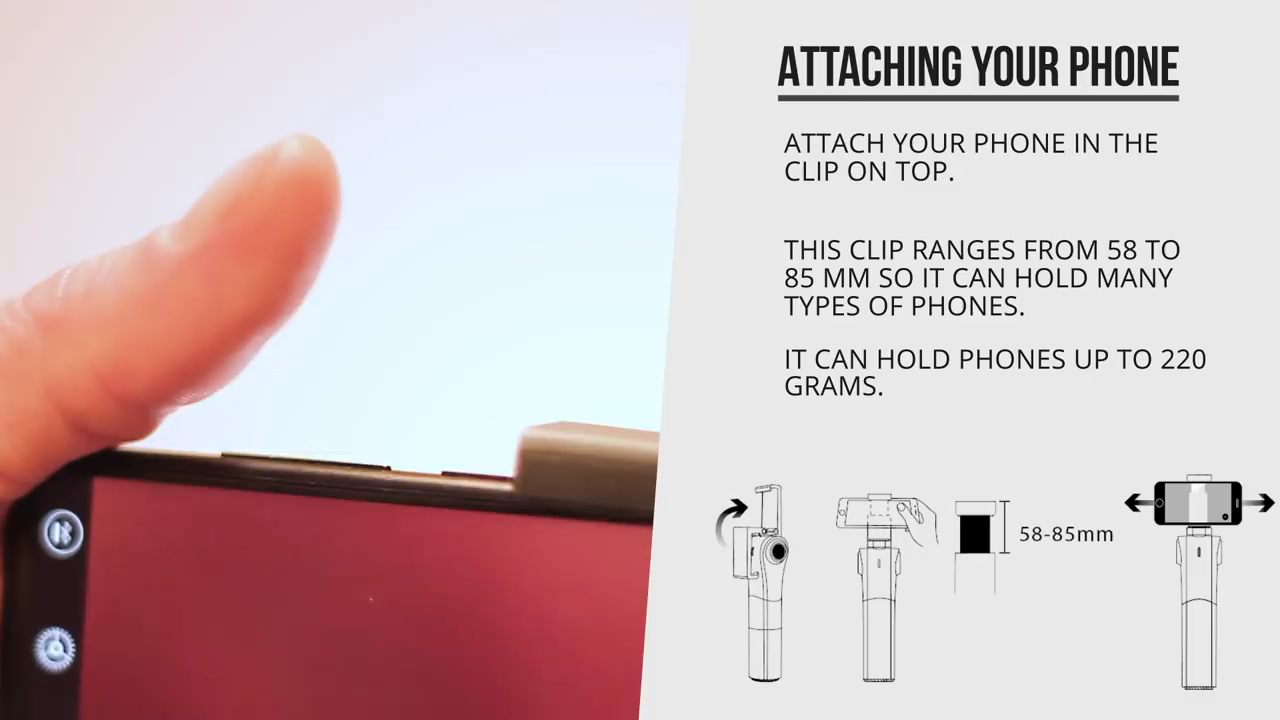 ATTACHING YOUR PHONE
ATTACH YOUR PHONE IN THE
CLIP ON TOP.
THIS CLIP RANGES FROM 58 TO
85 MM SO IT CAN HOLD MANY
TYPES OF PHONES.
IT CAN HOLD PHONES UP TO 220
GRAMS.
58-85mm